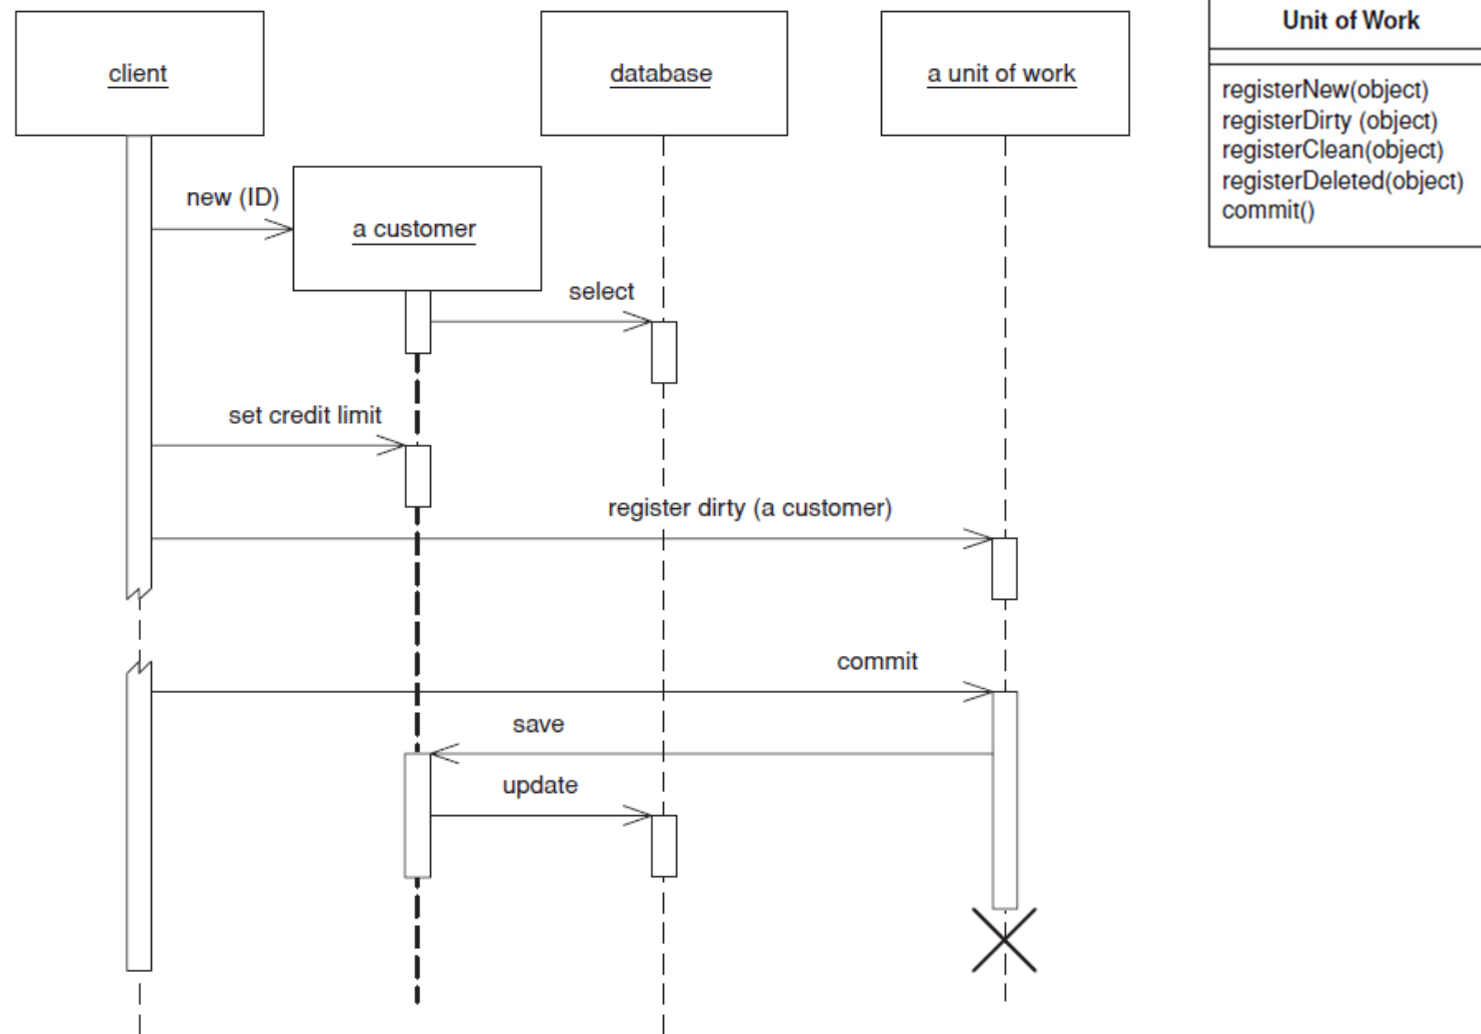 Unit of Work
client
database
a unit of work
registerNew(object)
registerDirty (object)
registerClean(object)
registerDeleted(object)
commit()
new (ID)
a customer
select
set credit limit
register dirty (a customer)
commit
save
update